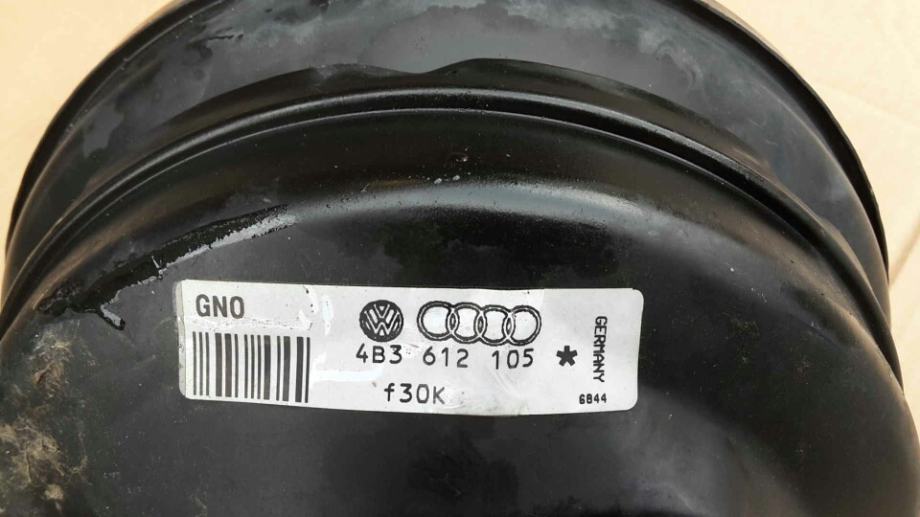 GNO
4B3 612 105 *
f30K
GERMANY
6844